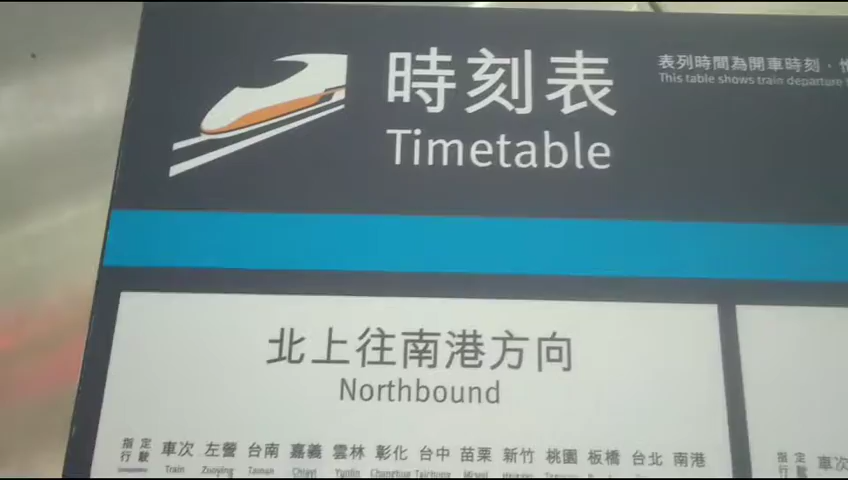 時刻表
Timetable
表列時間為開車時刻，
This table shows train departure
北上往南港方向
Northbound
指定行駛 車次 左營 台南 嘉義 雲林 彰化 台中 苗栗 新竹 桃園 板橋 台北 南港
Train Zuoying Tainan Chiayi Yunlin Changhua Taichung Miaoli
指定行駛 車次